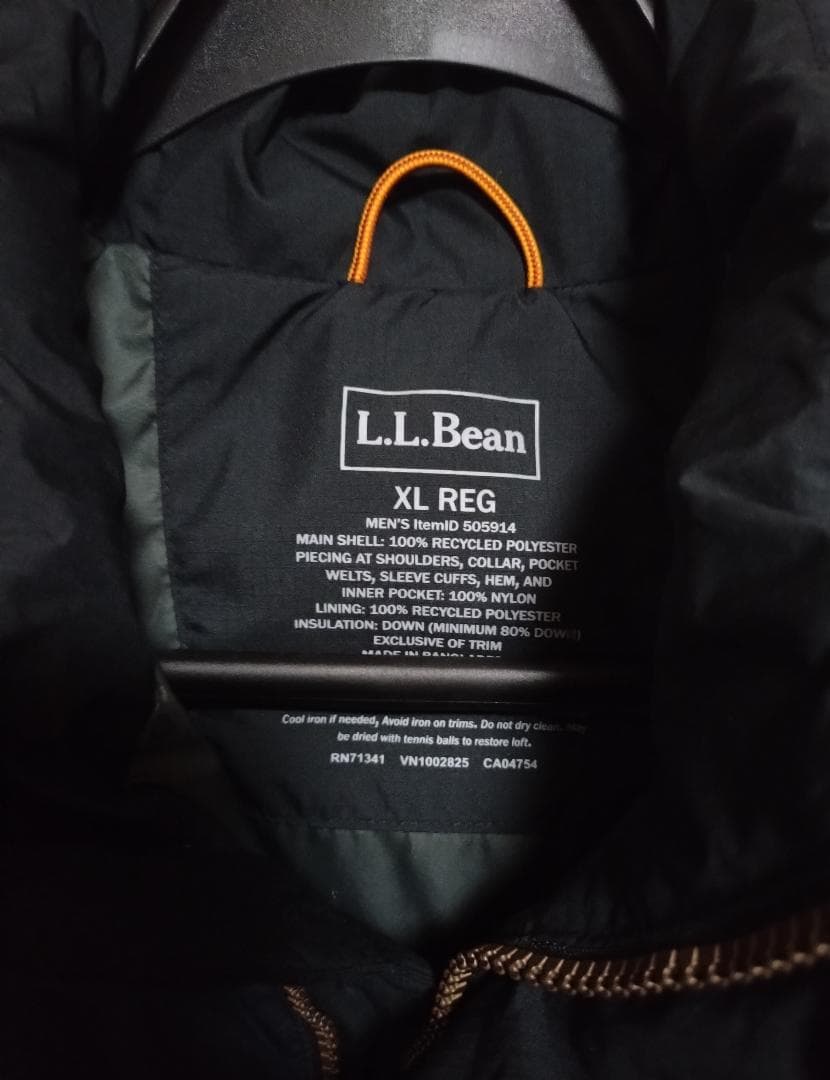 L.L.Bean
XL REG
MEN'S ItemID 505914
MAIN SHELL: 100% RECYCLED POLYESTER
PIECING AT SHOULDERS, COLLAR, POCKET
WELTS, SLEEVE CUFFS, HEM, AND
INNER POCKET: 100% NYLON
LINING: 100% RECYCLED POLYESTER
INSULATION: DOWN (MINIMUM 80% DOWN)
EXCLUSIVE OF TRIM
MADE IN
Cool iron if needed, Avoid iron on trims. Do not dry clean. May
be dried with tennis balls to restore loft.
RN71341 VN1002825 CA04754